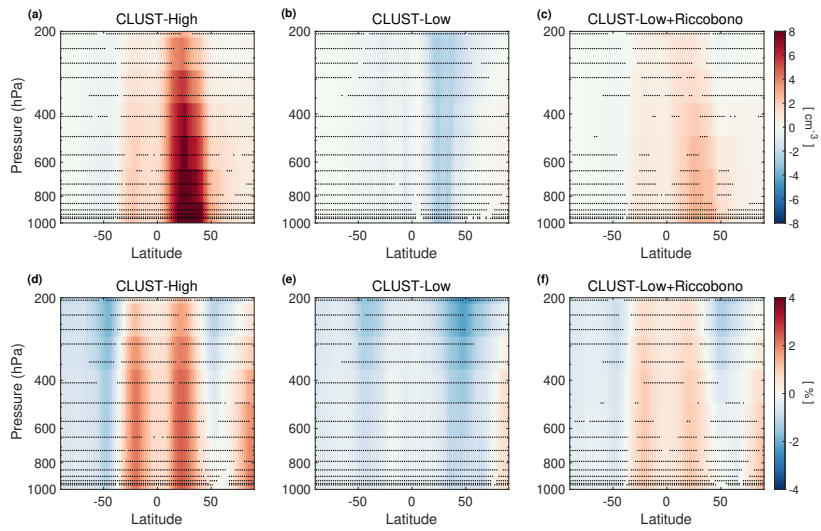 (a) CLUST-High
(b) CLUST-Low
(c) CLUST-Low+Riccobono
Pressure (hPa)
200
400
600
800
1000
-50 0 50
Latitude
200
400
600
800
1000
-50 0 50
Latitude
200
400
600
800
1000
-50 0 50
Latitude
8
6
4
2
0
-2
-4
-6
-8
[ cm-3 ]
(d) CLUST-High
(e) CLUST-Low
(f) CLUST-Low+Riccobono
Pressure (hPa)
200
400
600
800
1000
-50 0 50
Latitude
200
400
600
800
1000
-50 0 50
Latitude
200
400
600
800
1000
-50 0 50
Latitude
4
2
0
-2
-4
[ % ]